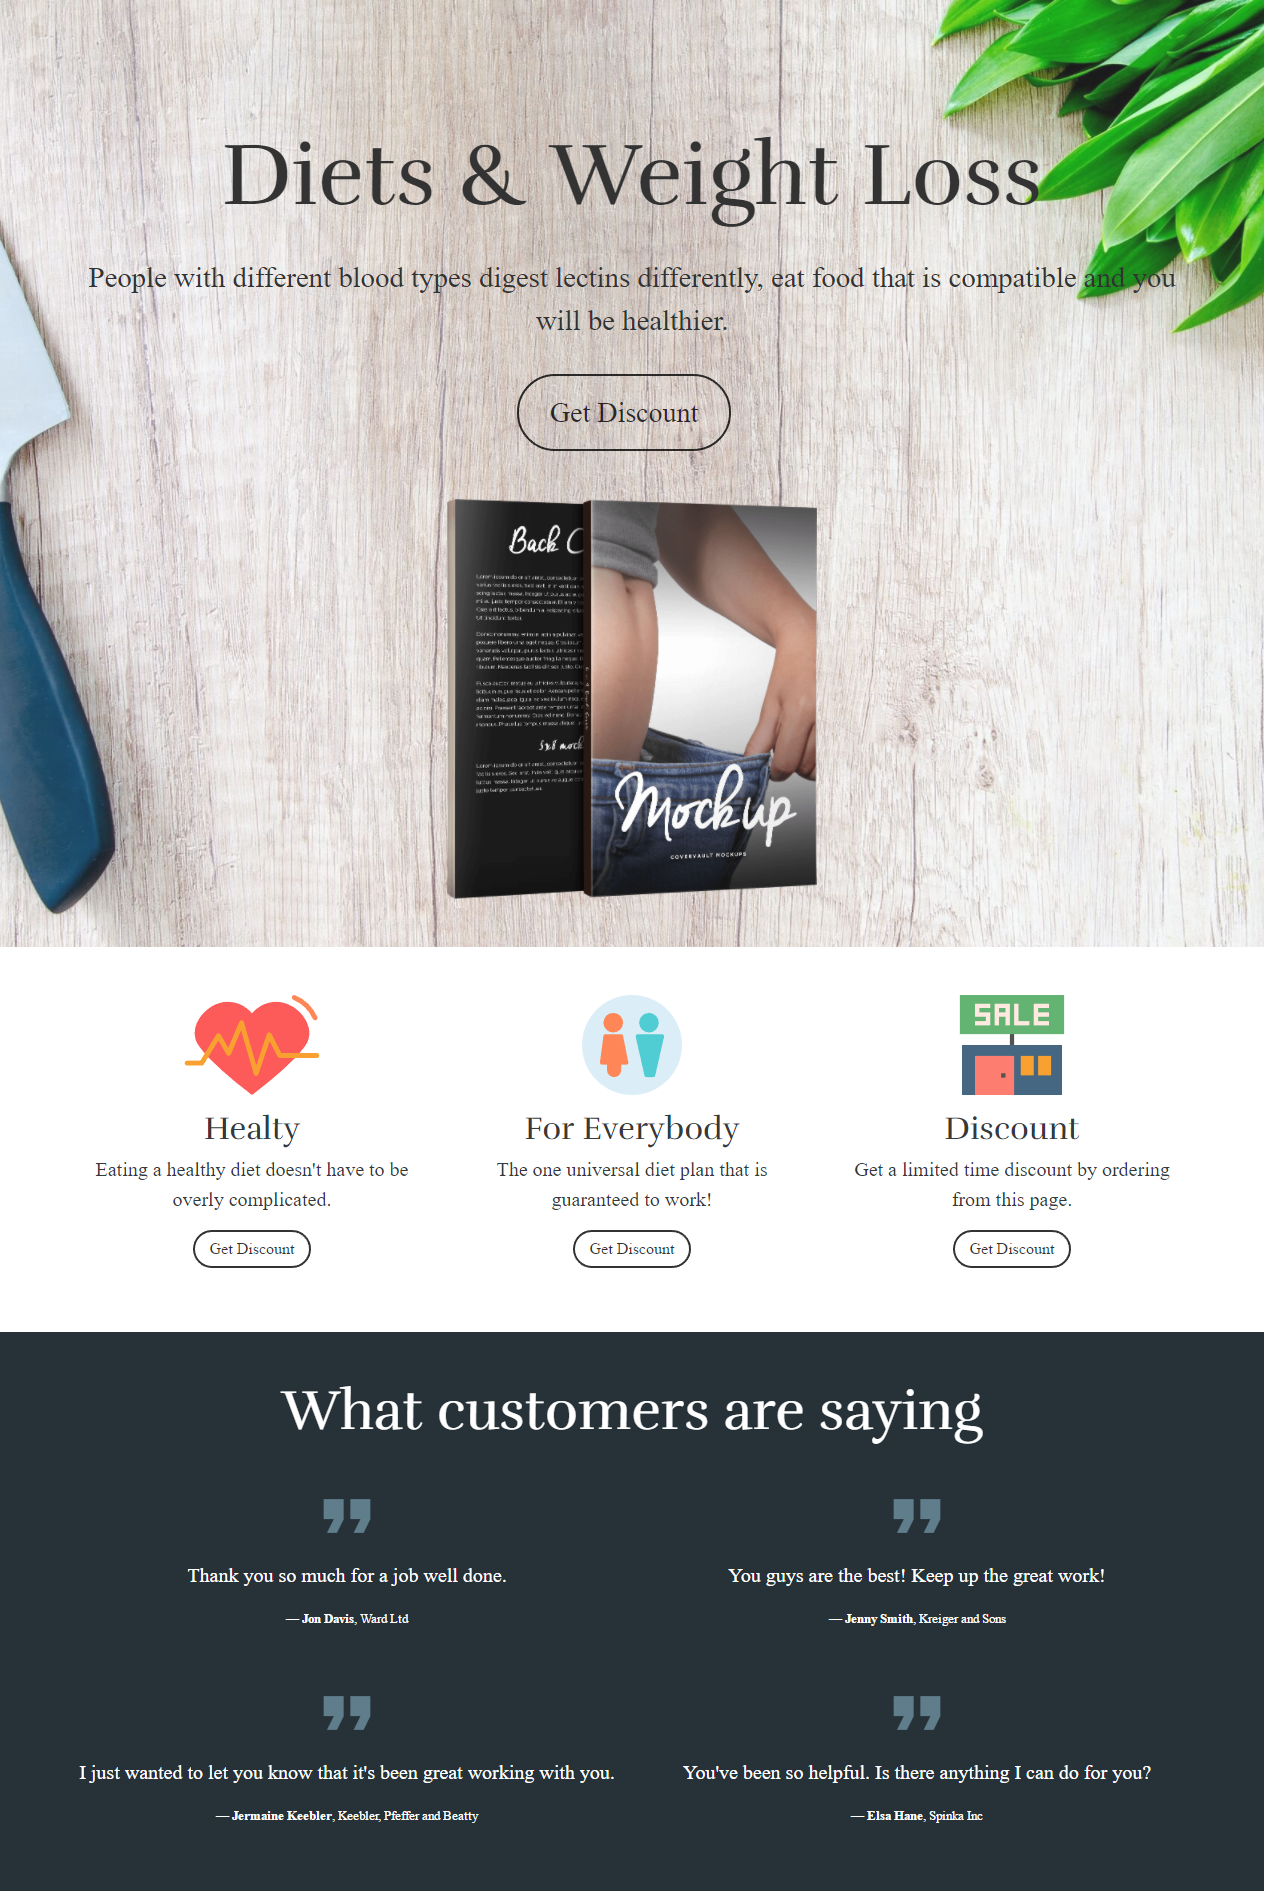 Diets & Weight Loss
People with different blood types digest lectins differently, eat food that is compatible and you
will be healthier.
Get Discount
Back C
5x8 mock
Mockup
COVERVAULT MOCKUPS
SALE
Healty
For Everybody
Discount
Eating a healthy diet doesn't have to be
overly complicated.
The one universal diet plan that is
guaranteed to work!
Get a limited time discount by ordering
from this page.
Get Discount
Get Discount
Get Discount
What customers are saying
Thank you so much for a job well done.
— Jon Davis, Ward Ltd
You guys are the best! Keep up the great work!
— Jenny Smith, Kreiger and Sons
I just wanted to let you know that it's been great working with you.
— Jermaine Keebler, Keebler, Pfeffer and Beatty
You've been so helpful. Is there anything I can do for you?
— Elsa Hane, Spinka Inc